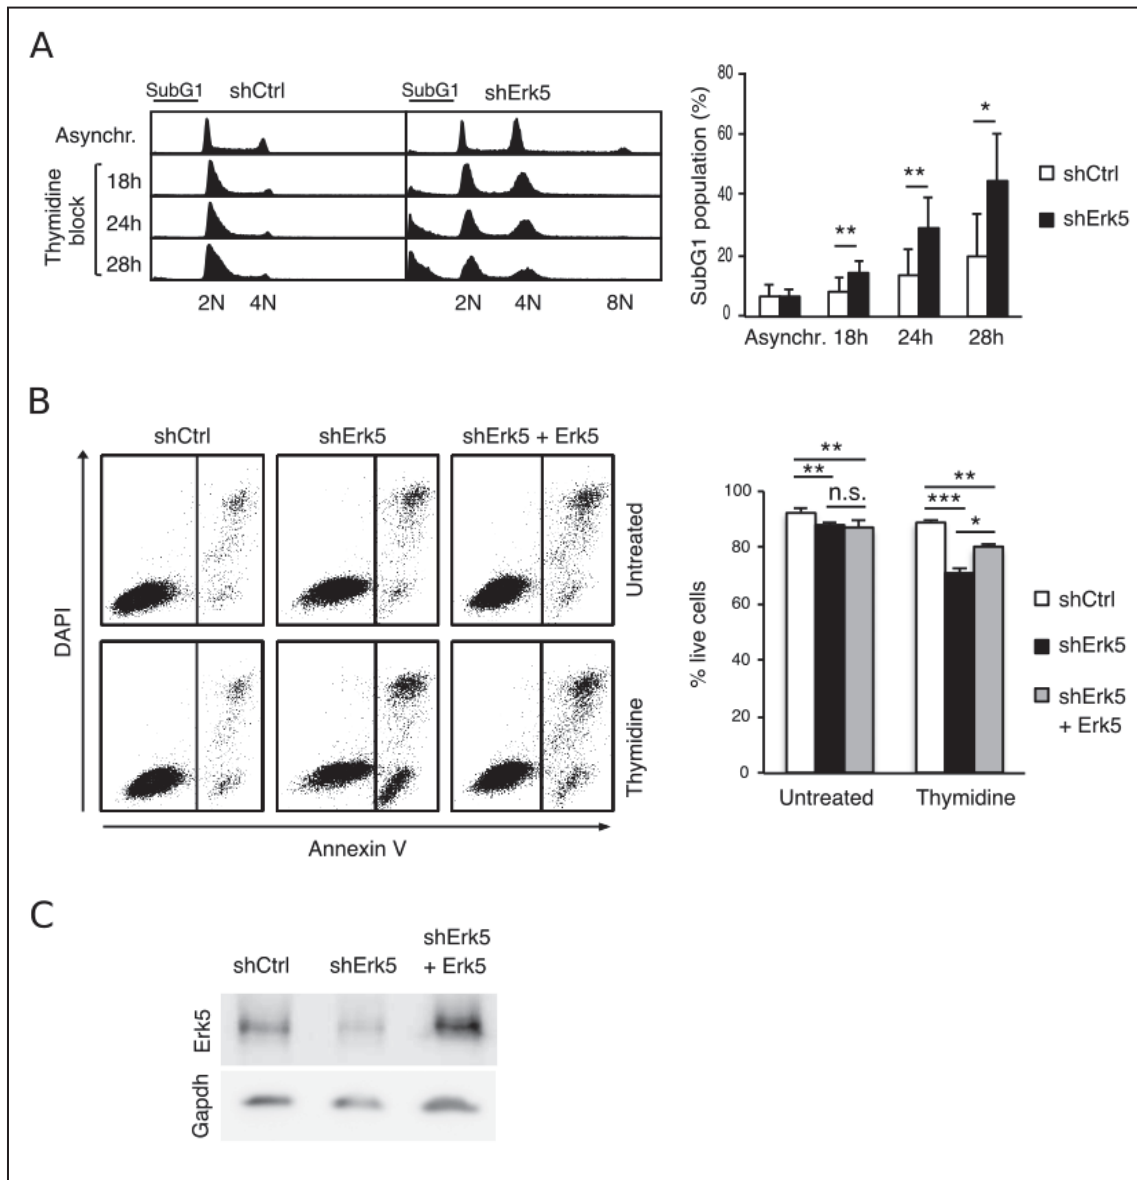 A
SubG1 shCtrl SubG1 shErk5
Asynchr.
Thymidine block
18h
24h
28h
2N 4N 2N 4N 8N
SubG1 population (%)
80
60
40
20
0
** ** *
Asynchr. 18h 24h 28h
shCtrl
shErk5
B
shCtrl shErk5 shErk5 + Erk5
DAPI
Untreated
Thymidine
Annexin V
% live cells
100
80
60
40
20
0
**
**
n.s.
**
***
*
Untreated Thymidine
shCtrl
shErk5
shErk5
+ Erk5
C
shCtrl shErk5 shErk5
+ Erk5
Erk5
Gapdh